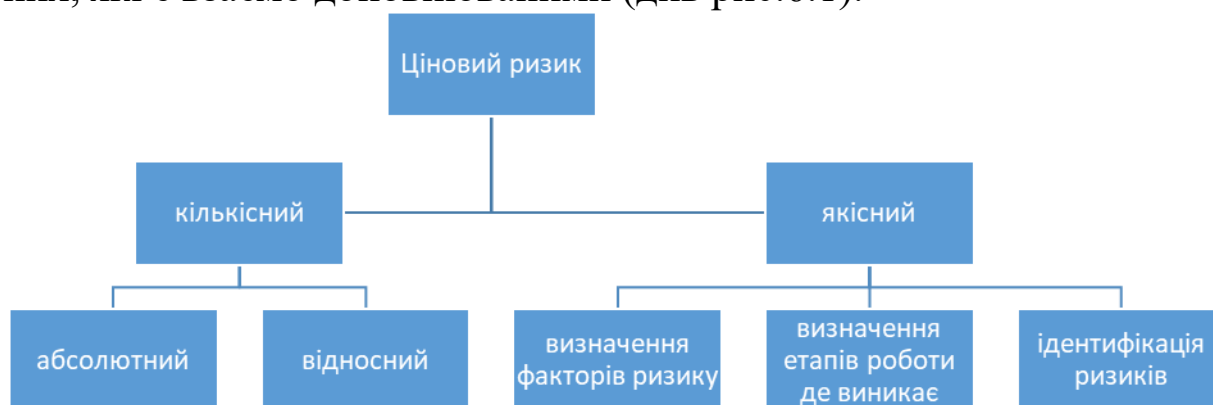 Ціновий ризик
кількісний
якісний
абсолютний
відносний
визначення
факторів ризику
визначення
етапів роботи
де виникає
ідентифікація
ризиків